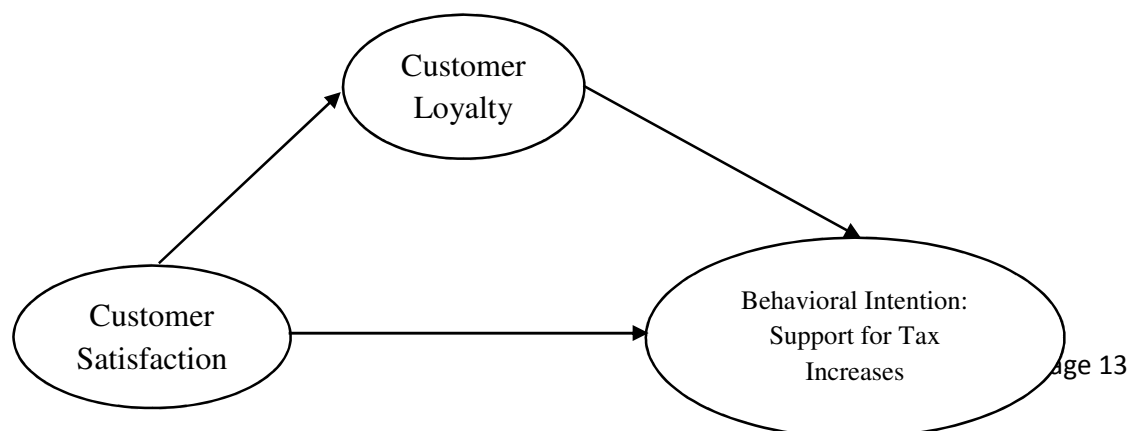 Customer
Loyalty
Customer
Satisfaction
Behavioral Intention:
Support for Tax
Increases
age 13